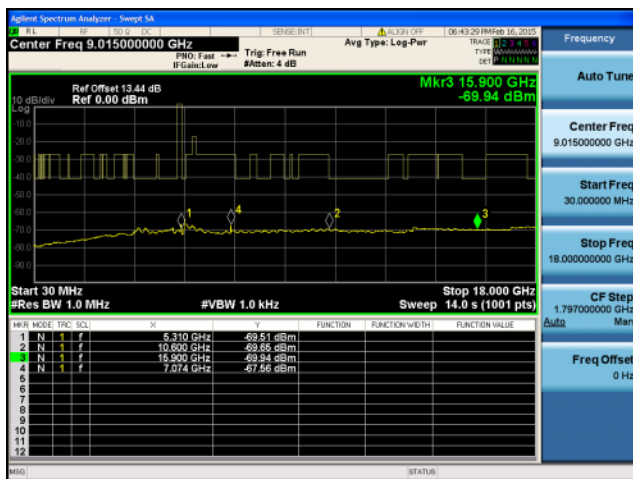 Agilent Spectrum Analyzer - Swept SA
RL RF 50 Ω DC SENSE:INT ALIGN OFF 06:43:29 PM Feb 16, 2015
Center Freq 9.015000000 GHz
PNO: Fast
IFGain:Low
Trig: Free Run
#Atten: 4 dB
Avg Type: Log-Pwr
TRACE 1 2 3 4 5 6
TYPE
DET P N N N N N
Frequency
Auto Tune
Ref Offset 13.44 dB
10 dB/div Ref 0.00 dBm
Log
Mkr3 15.900 GHz
-69.94 dBm
-10.0
-20.0
-30.0
-40.0
-50.0
-60.0
-70.0
-80.0
-90.0
1
4
2
3
Start 30 MHz
Stop 18.000 GHz
#Res BW 1.0 MHz
#VBW 1.0 kHz
Sweep 14.0 s (1001 pts)
Center Freq
9.015000000 GHz
Start Freq
30.000000 MHz
Stop Freq
18.000000000 GHz
CF Step
1.797000000 GHz
Auto Man
Freq Offset
0 Hz
MKR MODE TRC SCL X Y FUNCTION FUNCTION WIDTH FUNCTION VALUE
1 N 1 f 5.310 GHz -69.51 dBm
2 N 1 f 10.600 GHz -69.65 dBm
3 N 1 f 15.900 GHz -69.94 dBm
4 N 1 f 7.074 GHz -67.56 dBm
5
6
7
8
9
10
11
12
MSG
STATUS